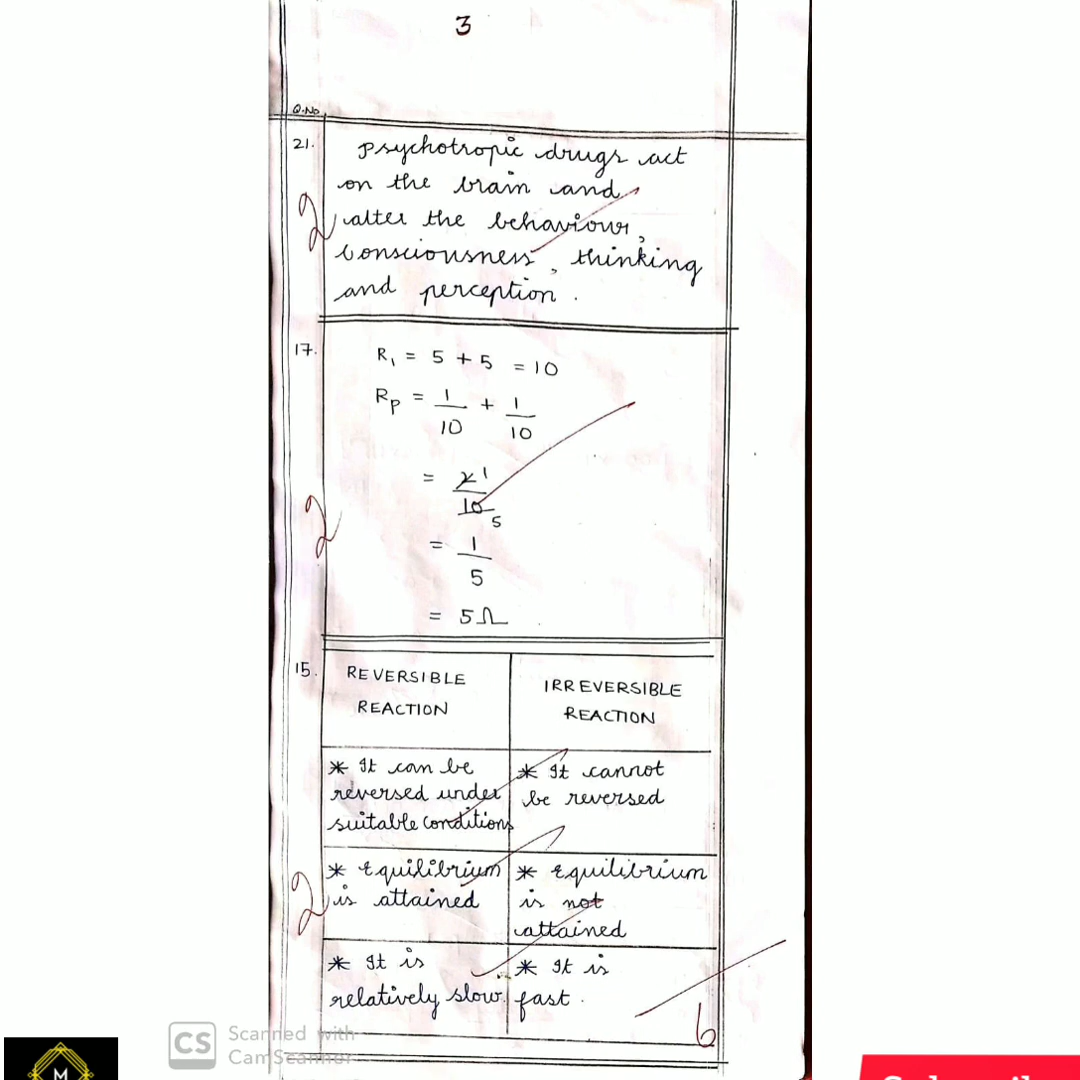 3
Q.No.
21.
Psychotropic drugs act
on the brain and
2
alter the behaviour,
consciousness, thinking
and perception.
17.
R₁ = 5 + 5 = 10
Rp = 1/10 + 1/10
= 2 1/10 5
2
= 1/5
= 5Ω
15.
REVERSIBLE
REACTION
IRREVERSIBLE
REACTION
* It can be
reversed under
suitable conditions
* It cannot
be reversed
* Equilibrium
is attained
2
* Equilibrium
is not
attained
* It is
relatively slow.
* It is
fast.
6
CS Scanned with
CamScanner
M